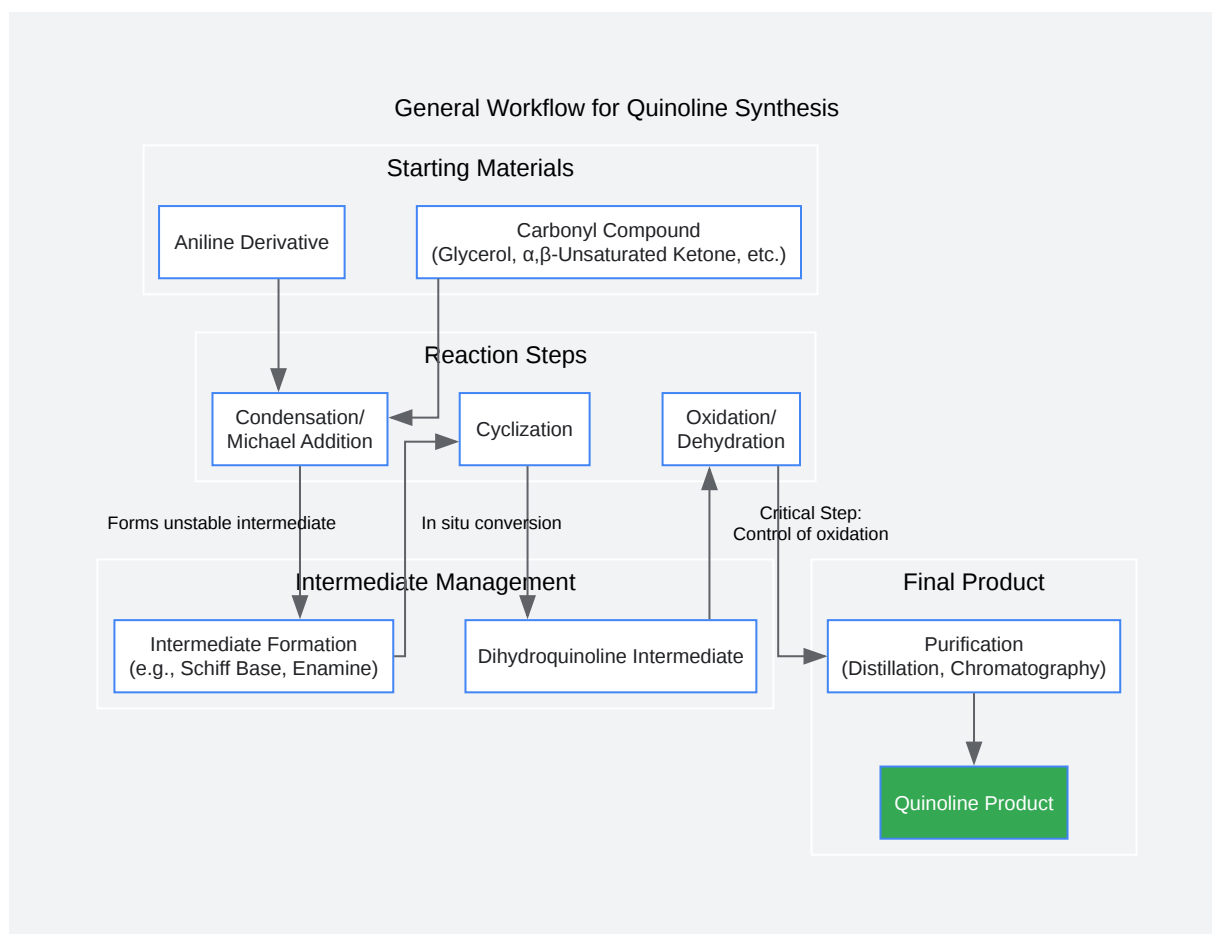 General Workflow for Quinoline Synthesis
Starting Materials
Aniline Derivative
Carbonyl Compound
(Glycerol, α,β-Unsaturated Ketone, etc.)
Reaction Steps
Condensation/
Michael Addition
Cyclization
Oxidation/
Dehydration
Forms unstable intermediate
In situ conversion
Critical Step:
Control of oxidation
Intermediate Management
Intermediate Formation
(e.g., Schiff Base, Enamine)
Dihydroquinoline Intermediate
Final Product
Purification
(Distillation, Chromatography)
Quinoline Product